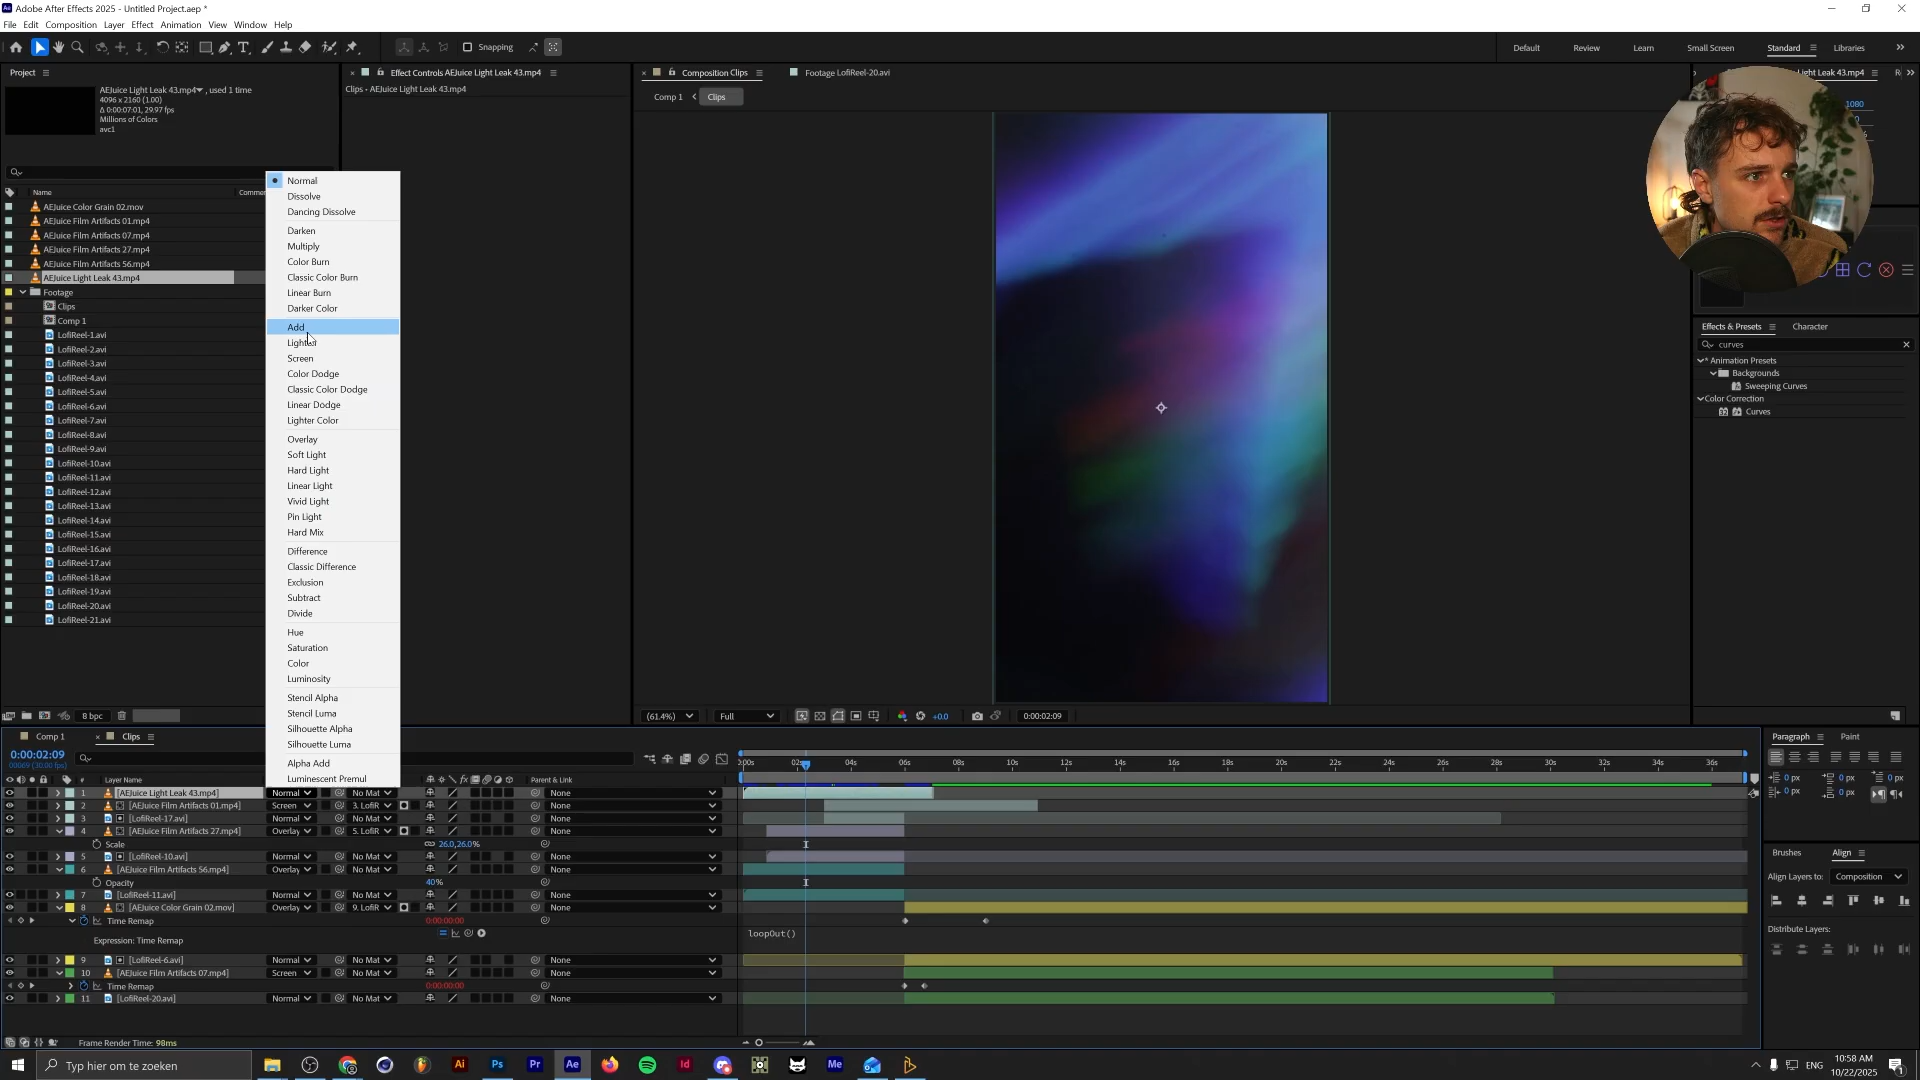 Adobe After Effects 2025 - Untitled Project.aep *
File Edit Composition Layer Effect Animation View Window Help
Snapping
Default Review Learn Small Screen Standard Libraries
Project
Effect Controls AEJuice Light Leak 43.mp4
Composition Clips
Footage LofiReel-20.avi
Light Leak 43.mp4
Clips • AEJuice Light Leak 43.mp4
Comp 1 Clips
AEJuice Light Leak 43.mp4 , used 1 time
4096 x 2160 (1.00)
Δ 0:00:07:01, 29.97 fps
Millions of Colors
avc1
1080
Name
AEJuice Color Grain 02.mov
AEJuice Film Artifacts 01.mp4
AEJuice Film Artifacts 07.mp4
AEJuice Film Artifacts 27.mp4
AEJuice Film Artifacts 56.mp4
AEJuice Light Leak 43.mp4
Footage
Clips
Comp 1
LofiReel-1.avi
LofiReel-2.avi
LofiReel-3.avi
LofiReel-4.avi
LofiReel-5.avi
LofiReel-6.avi
LofiReel-7.avi
LofiReel-8.avi
LofiReel-9.avi
LofiReel-10.avi
LofiReel-11.avi
LofiReel-12.avi
LofiReel-13.avi
LofiReel-14.avi
LofiReel-15.avi
LofiReel-16.avi
LofiReel-17.avi
LofiReel-18.avi
LofiReel-19.avi
LofiReel-20.avi
LofiReel-21.avi
8 bpc
Normal
Dissolve
Dancing Dissolve
Darken
Multiply
Color Burn
Classic Color Burn
Linear Burn
Darker Color
Add
Lighten
Screen
Color Dodge
Classic Color Dodge
Linear Dodge
Lighter Color
Overlay
Soft Light
Hard Light
Linear Light
Vivid Light
Pin Light
Hard Mix
Difference
Classic Difference
Exclusion
Subtract
Divide
Hue
Saturation
Color
Luminosity
Stencil Alpha
Stencil Luma
Silhouette Alpha
Silhouette Luma
Alpha Add
Luminescent Premul
(61.4%) Full +0.0 0:00:02:09
Effects & Presets Character
curves
* Animation Presets
Backgrounds
Sweeping Curves
Color Correction
Curves
Comp 1 Clips
0:00:02:09
00069 (30.00 fps)
# Layer Name Parent & Link
04s 06s 08s 10s 12s 14s 16s 18s 20s 22s 24s 26s 28s 30s 32s 34s 36s
1 [AEJuice Light Leak 43.mp4] Normal No Mat None
2 [AEJuice Film Artifacts 01.mp4] Screen 3. LofiR None
3 [LofiReel-17.avi] Normal No Mat None
4 [AEJuice Film Artifacts 27.mp4] Overlay 5. LofiR None
Scale 26.0,26.0%
5 [LofiReel-10.avi] Normal No Mat None
6 [AEJuice Film Artifacts 56.mp4] Overlay No Mat None
Opacity 40%
7 [LofiReel-11.avi] Normal No Mat None
8 [AEJuice Color Grain 02.mov] Overlay 9. LofiR None
Time Remap 0:00:00:00
Expression: Time Remap loopOut()
9 [LofiReel-6.avi] Normal No Mat None
10 [AEJuice Film Artifacts 07.mp4] Screen No Mat None
Time Remap 0:00:00:00
11 [LofiReel-20.avi] Normal No Mat None
Frame Render Time: 98ms
Paragraph Paint
0 px 0 px 0 px
0 px 0 px
Brushes Align
Align Layers to: Composition
Distribute Layers:
Typ hier om te zoeken
Ai Ps Pr Ae Id Me
ENG
10:58 AM
10/22/2025